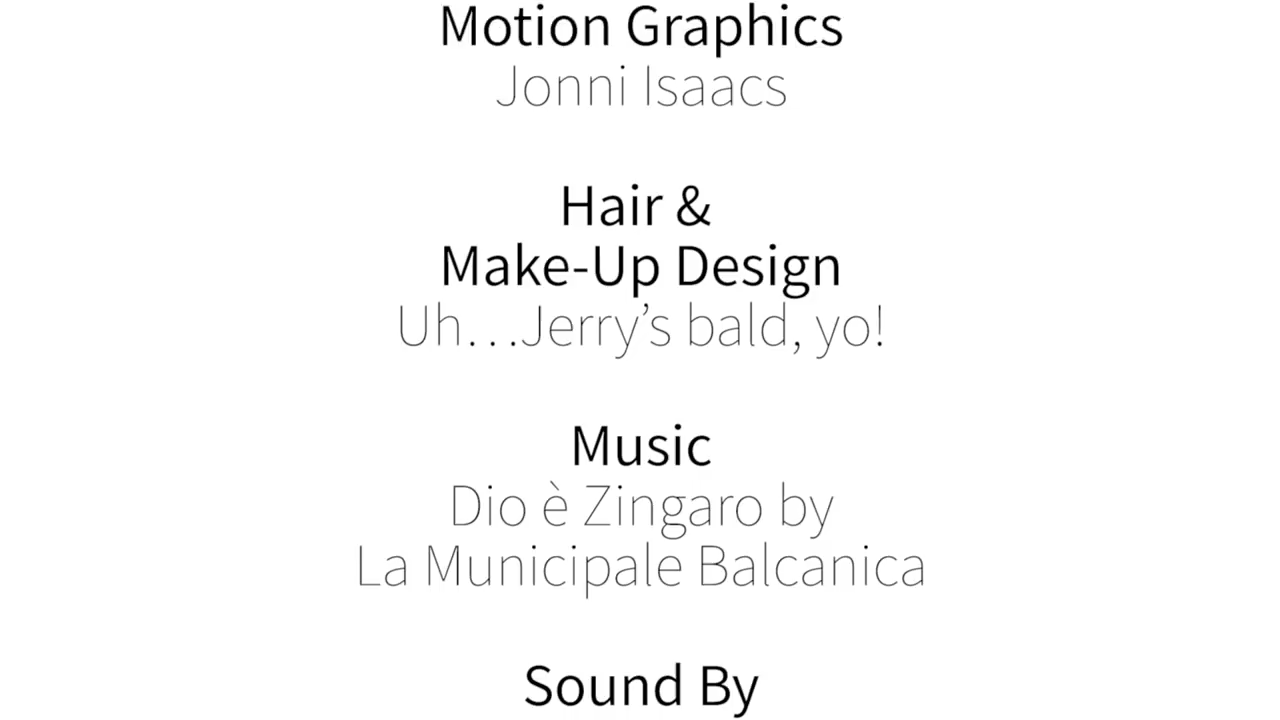 Motion Graphics
Jonni Isaacs
Hair &
Make-Up Design
Uh…Jerry’s bald, yo!
Music
Dio è Zingaro by
La Municipale Balcanica
Sound By